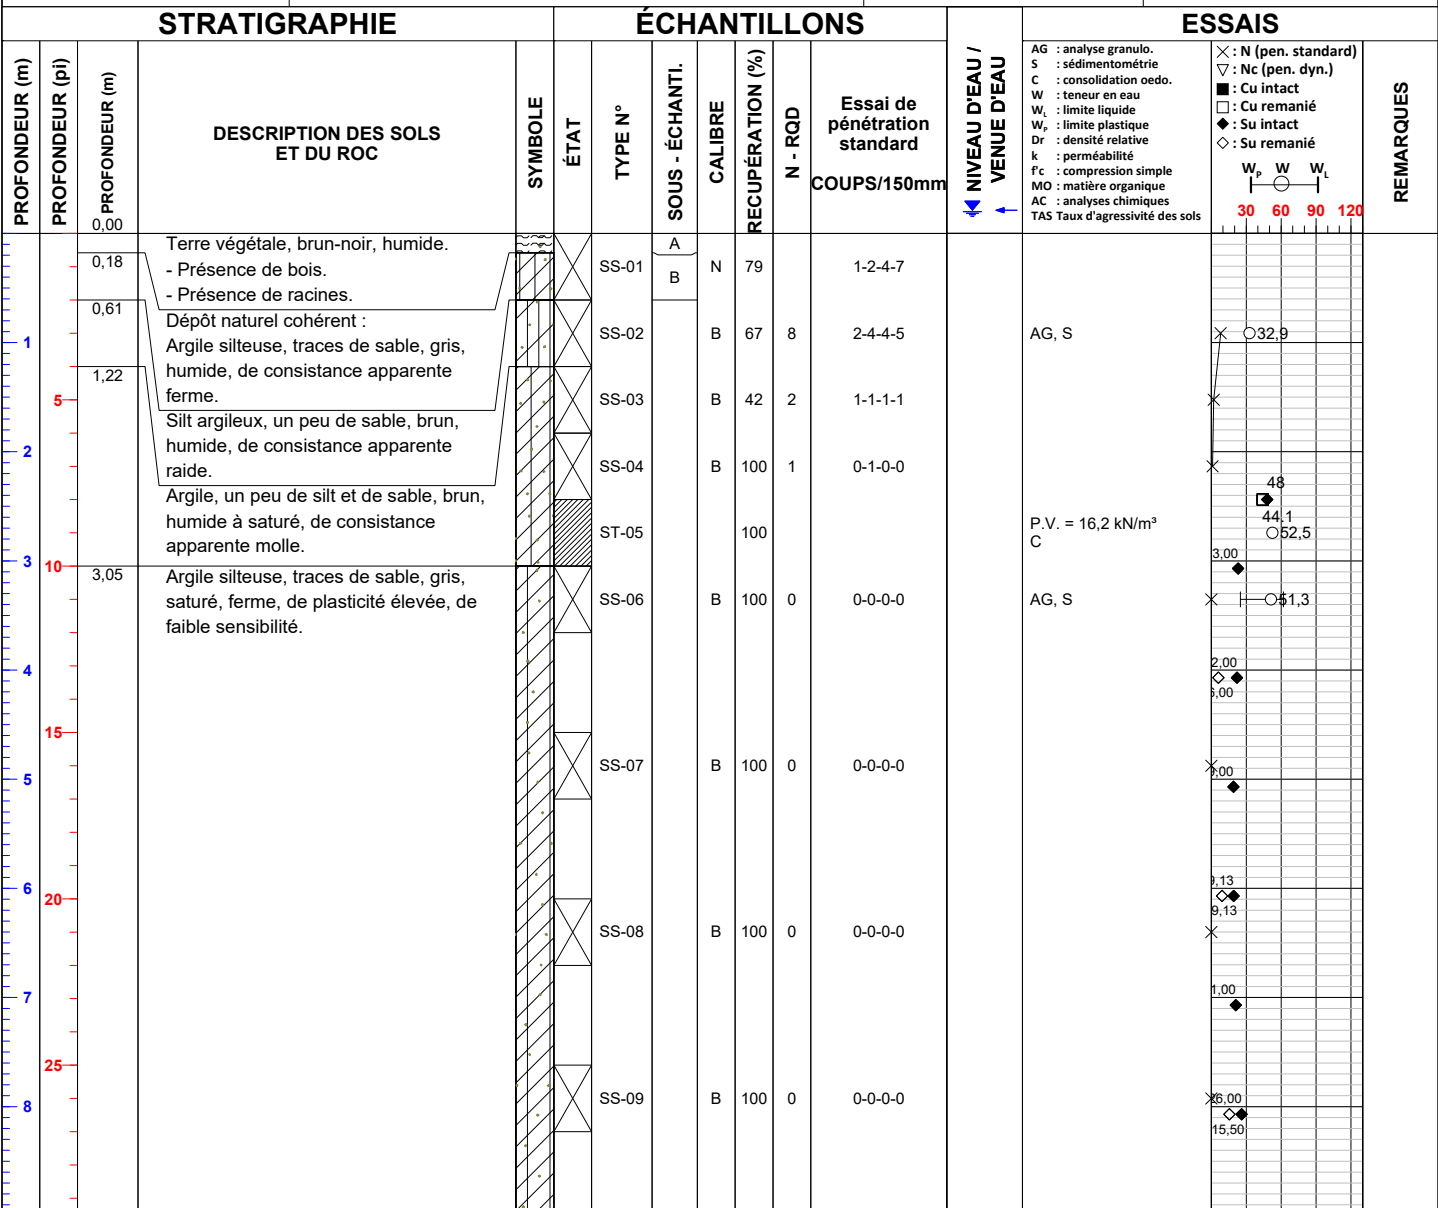 STRATIGRAPHIE
ÉCHANTILLONS
ESSAIS
PROFONDEUR (m)
PROFONDEUR (pi)
PROFONDEUR (m)
0,00
DESCRIPTION DES SOLS
ET DU ROC
SYMBOLE
ÉTAT
TYPE N°
SOUS - ÉCHANTI.
CALIBRE
RECUPÉRATION (%)
N - RQD
Essai de
pénétration
standard
COUPS/150mm
NIVEAU D'EAU /
VENUE D'EAU
AG : analyse granulo.
S : sédimentométrie
C : consolidation oedo.
W : teneur en eau
WL : limite liquide
WP : limite plastique
Dr : densité relative
k : perméabilité
f'c : compression simple
MO : matière organique
AC : analyses chimiques
TAS Taux d'agressivité des sols
: N (pen. standard)
: Nc (pen. dyn.)
: Cu intact
: Cu remanié
: Su intact
: Su remanié
WP W WL
30 60 90 120
REMARQUES
Terre végétale, brun-noir, humide.
- Présence de bois.
- Présence de racines.
0,18
Dépôt naturel cohérent :
Argile silteuse, traces de sable, gris,
humide, de consistance apparente
ferme.
0,61
Silt argileux, un peu de sable, brun,
humide, de consistance apparente
raide.
1,22
Argile, un peu de silt et de sable, brun,
humide à saturé, de consistance
apparente molle.
3,05
Argile silteuse, traces de sable, gris,
saturé, ferme, de plasticité élevée, de
faible sensibilité.
1
2
3
4
5
6
7
8
5
10
15
20
25
SS-01 A B N 79 1-2-4-7
SS-02 B 67 8 2-4-4-5 AG, S 32,9
SS-03 B 42 2 1-1-1-1
SS-04 B 100 1 0-1-0-0
48
44.1
ST-05 100 P.V. = 16,2 kN/m³
C
52,5
3,00
SS-06 B 100 0 0-0-0-0 AG, S 51,3
2,00
6,00
SS-07 B 100 0 0-0-0-0
9,00
9,13
9,13
SS-08 B 100 0 0-0-0-0
1,00
SS-09 B 100 0 0-0-0-0
26,00
15,50